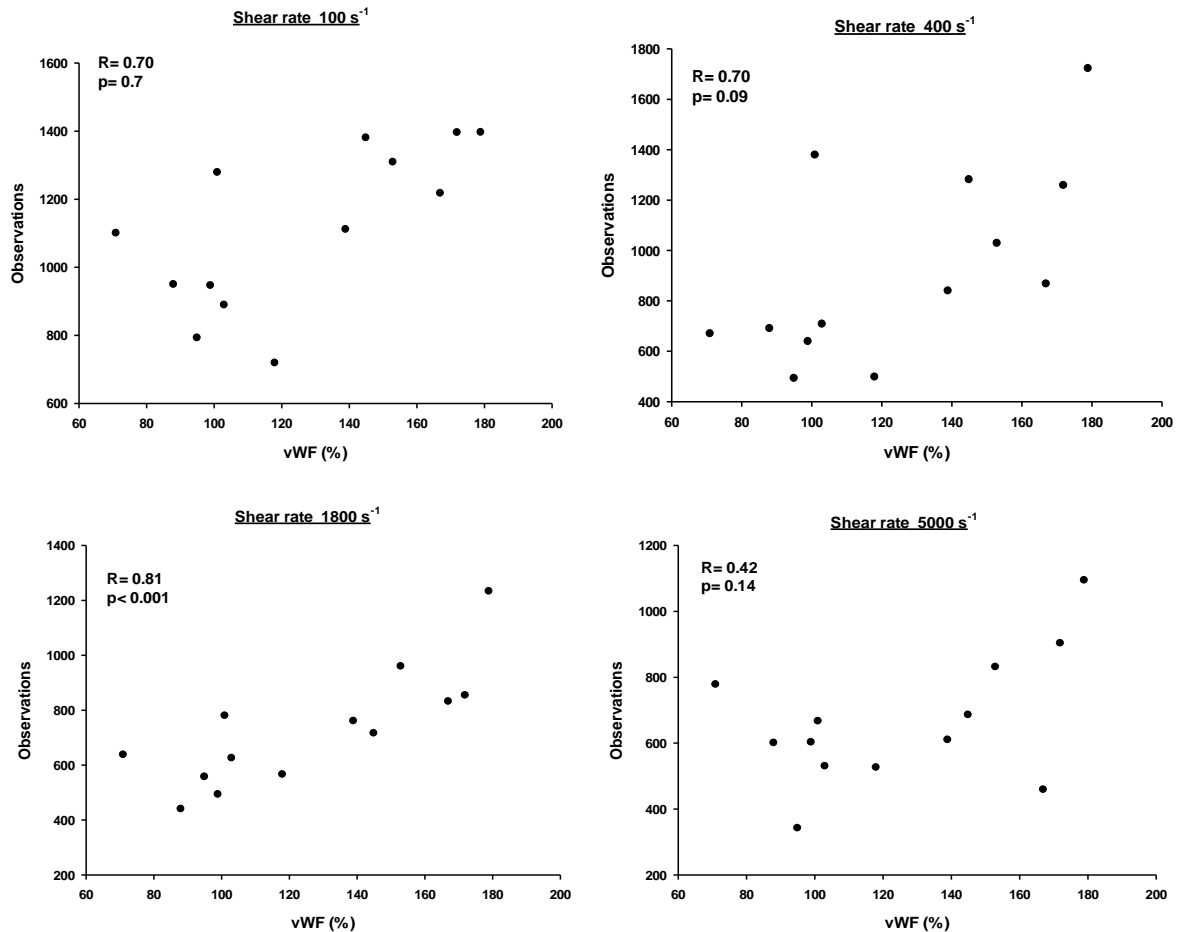 Shear rate 100 s-1
R= 0.70
p= 0.7
1600
1400
1200
1000
800
600
Observations
60 80 100 120 140 160 180 200
vWF (%)
Shear rate 400 s-1
R= 0.70
p= 0.09
1800
1600
1400
1200
1000
800
600
400
Observations
60 80 100 120 140 160 180 200
vWF (%)
Shear rate 1800 s-1
R= 0.81
p< 0.001
1400
1200
1000
800
600
400
200
Observations
60 80 100 120 140 160 180 200
vWF (%)
Shear rate 5000 s-1
R= 0.42
p= 0.14
1200
1000
800
600
400
200
Observations
60 80 100 120 140 160 180 200
vWF (%)